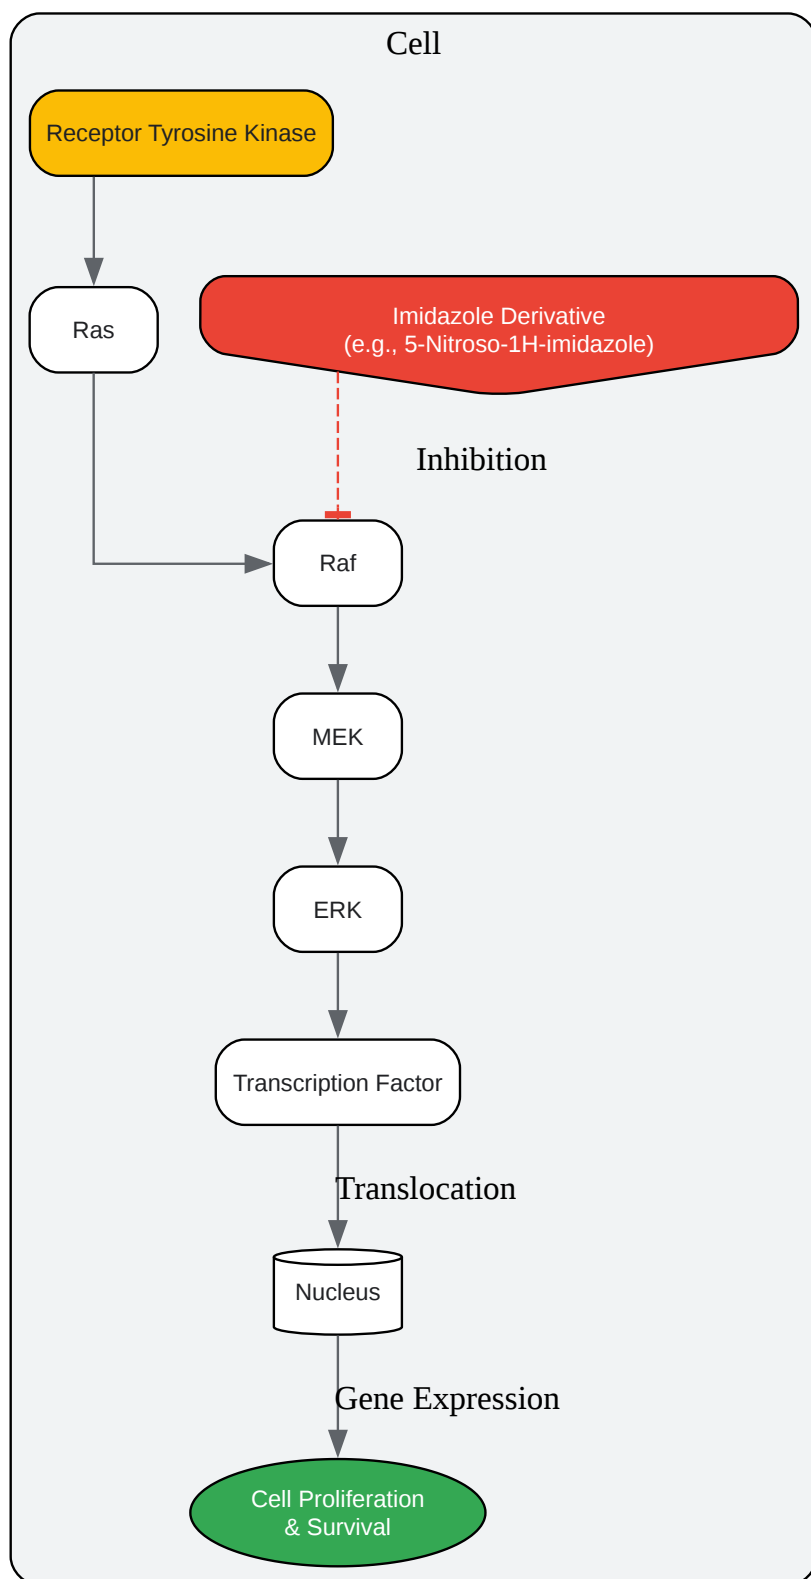 Cell
Receptor Tyrosine Kinase
Ras
Imidazole Derivative
(e.g., 5-Nitroso-1H-imidazole)
Inhibition
Raf
MEK
ERK
Transcription Factor
Translocation
Nucleus
Gene Expression
Cell Proliferation
& Survival